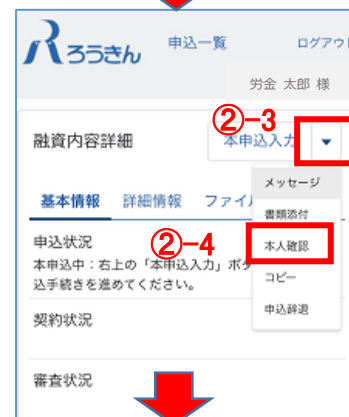 ろうきん
申込一覧
ログアウ
労金 太郎 様
②-3
融資内容詳細
本申込入力
メッセージ
基本情報
詳細情報
ファイ
書類添付
申込状況
②-4
本人確認
本申込中：右上の「本申込入力」ボタ
込手続きを進めてください。
コピー
契約状況
申込辞退
審査状況